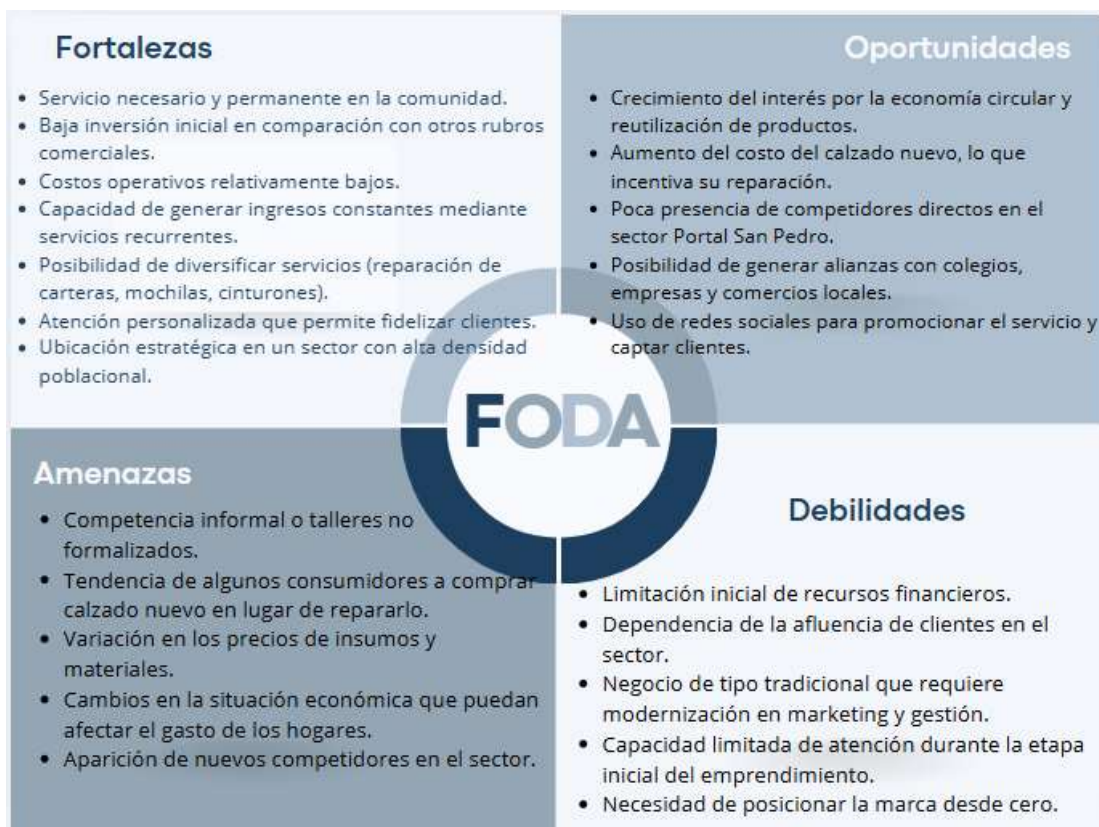 Fortalezas
• Servicio necesario y permanente en la comunidad.
• Baja inversión inicial en comparación con otros rubros
comerciales.
• Costos operativos relativamente bajos.
• Capacidad de generar ingresos constantes mediante
servicios recurrentes.
• Posibilidad de diversificar servicios (reparación de
carteras, mochilas, cinturones).
• Atención personalizada que permite fidelizar clientes.
• Ubicación estratégica en un sector con alta densidad
poblacional.
Oportunidades
• Crecimiento del interés por la economía circular y
reutilización de productos.
• Aumento del costo del calzado nuevo, lo que
incentiva su reparación.
• Poca presencia de competidores directos en el
sector Portal San Pedro.
• Posibilidad de generar alianzas con colegios,
empresas y comercios locales.
• Uso de redes sociales para promocionar el servicio y
captar clientes.
FODA
Amenazas
• Competencia informal o talleres no
formalizados.
• Tendencia de algunos consumidores a comprar
calzado nuevo en lugar de repararlo.
• Variación en los precios de insumos y
materiales.
• Cambios en la situación económica que puedan
afectar el gasto de los hogares.
• Aparición de nuevos competidores en el sector.
Debilidades
• Limitación inicial de recursos financieros.
• Dependencia de la afluencia de clientes en el
sector.
• Negocio de tipo tradicional que requiere
modernización en marketing y gestión.
• Capacidad limitada de atención durante la etapa
inicial del emprendimiento.
• Necesidad de posicionar la marca desde cero.